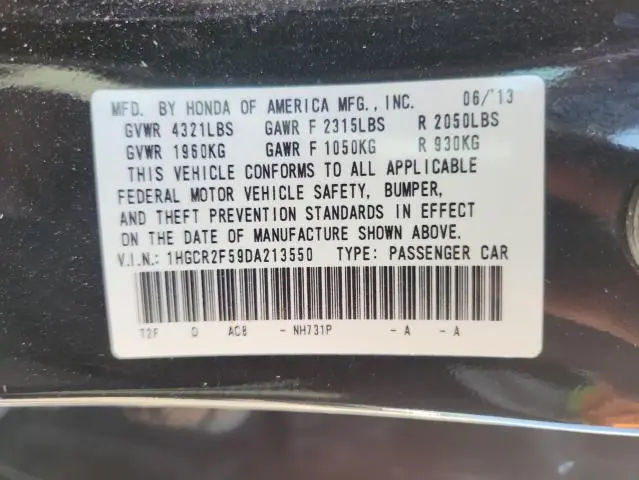 MFD. BY HONDA OF AMERICA MFG., INC. 06/'13
GVWR 4321LBS GAWR F 2315LBS R 2050LBS
GVWR 1960KG GAWR F 1050KG R 930KG
THIS VEHICLE CONFORMS TO ALL APPLICABLE
FEDERAL MOTOR VEHICLE SAFETY, BUMPER,
AND THEFT PREVENTION STANDARDS IN EFFECT
ON THE DATE OF MANUFACTURE SHOWN ABOVE.
V.I.N.: 1HGCR2F59DA213550 TYPE: PASSENGER CAR
T2F 0 AC8 - NH731P - A - A